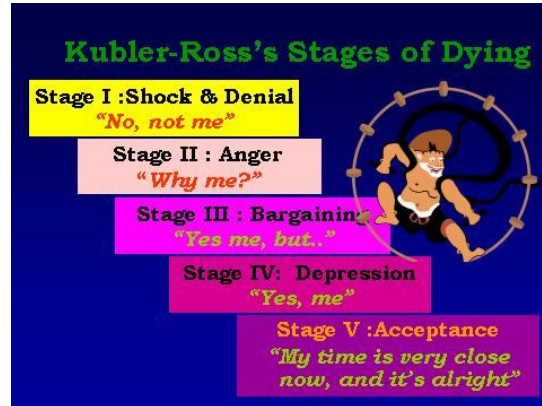 Kubler-Ross's Stages of Dying
Stage I :Shock & Denial
"No, not me"
Stage II : Anger
"Why me?"
Stage III : Bargaining
"Yes me, but.."
Stage IV: Depression
"Yes, me"
Stage V :Acceptance
"My time is very close
now, and it's alright"